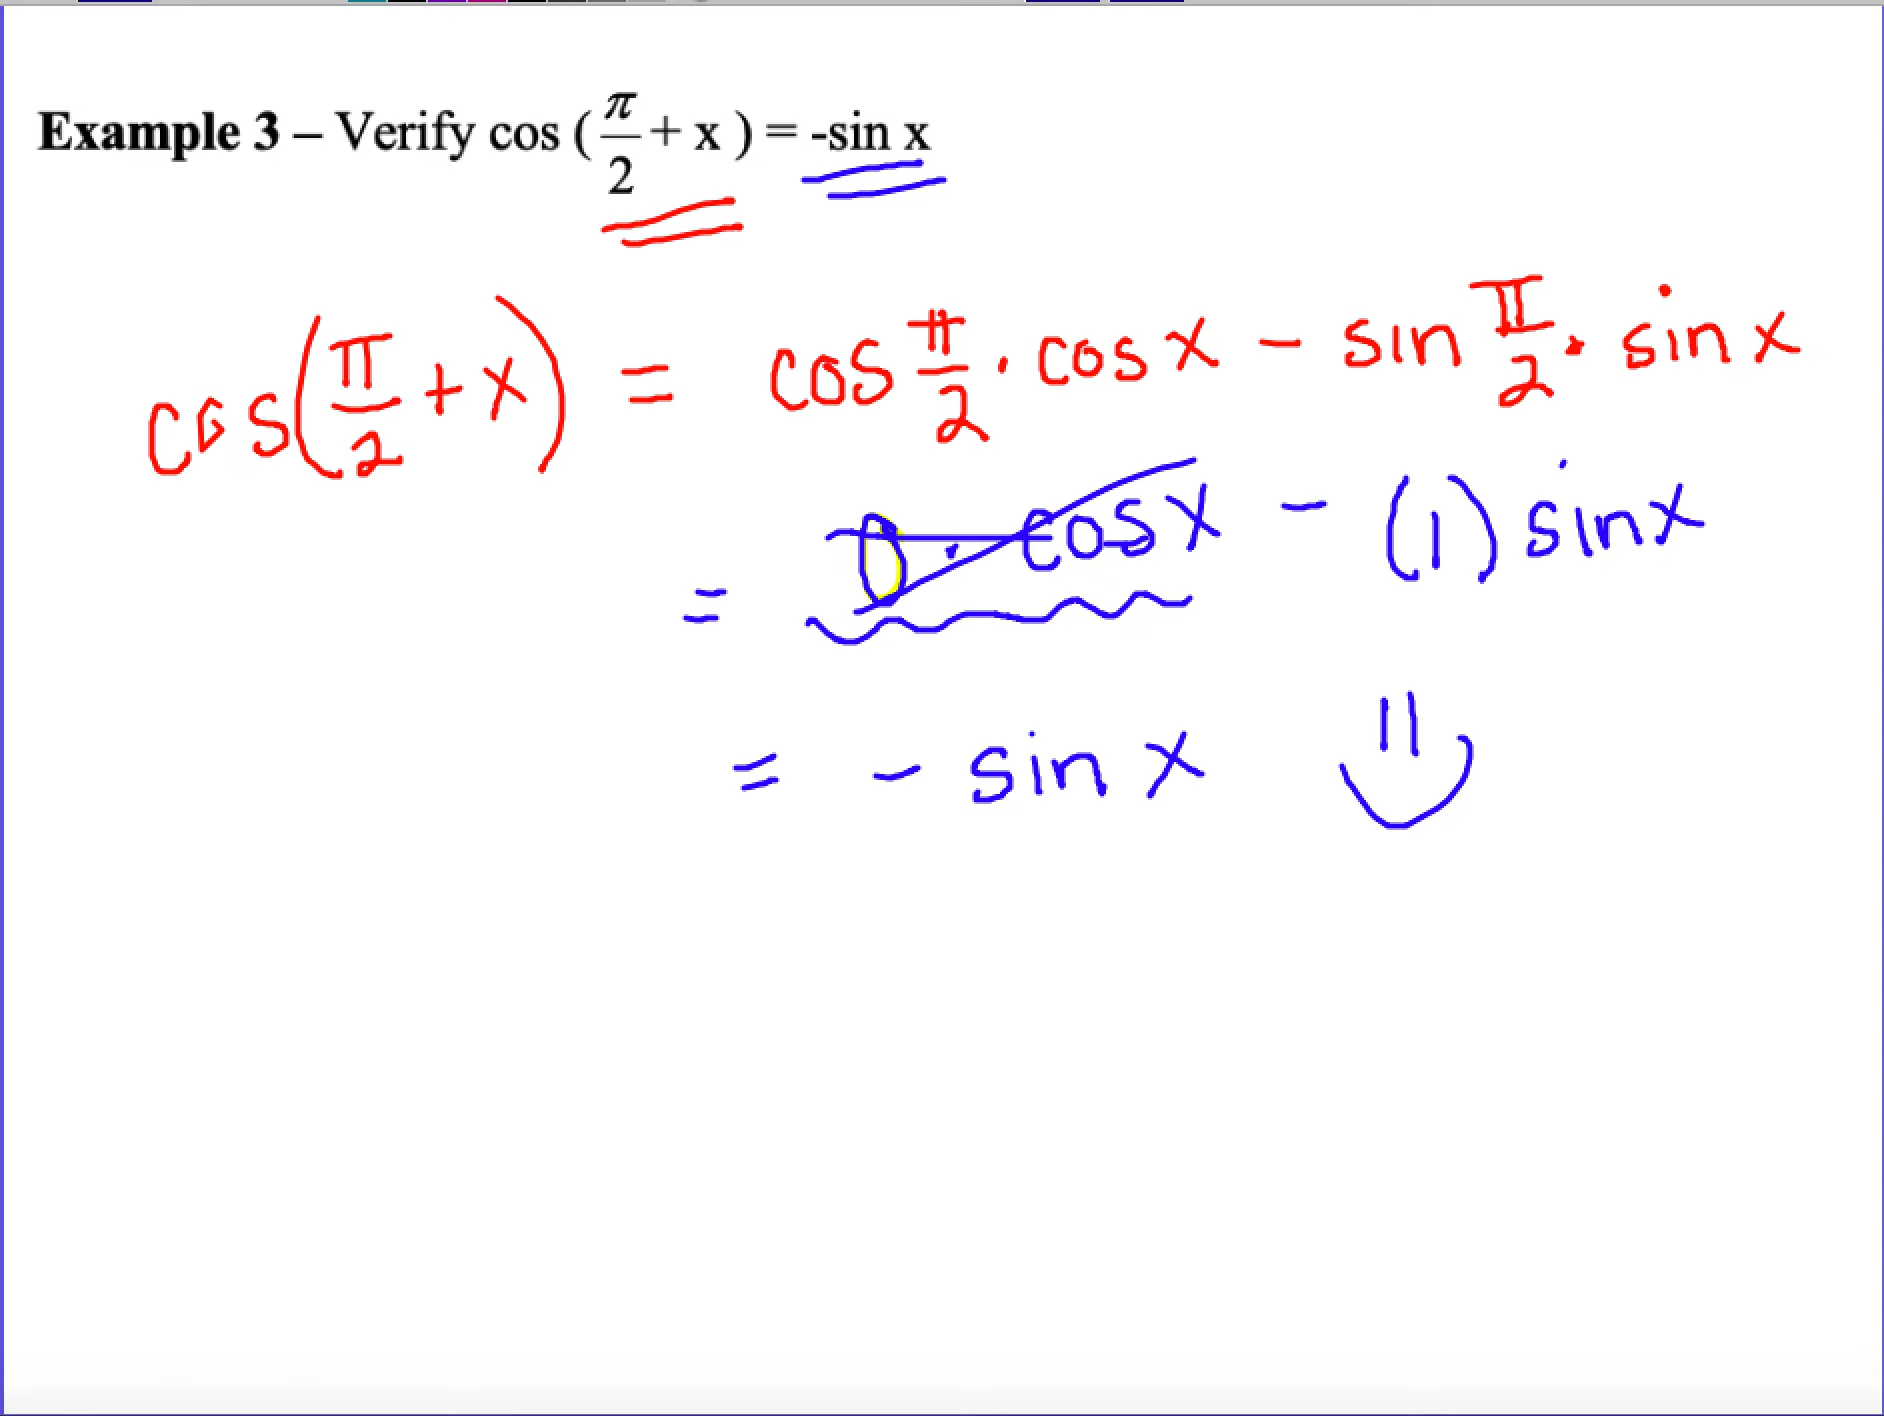 Example 3 – Verify cos (π/2 + x) = -sin x
cos(π/2 + x) = cos π/2 · cos x − sin π/2 · sin x
= 0 · cos x − (1) sin x
= − sin x